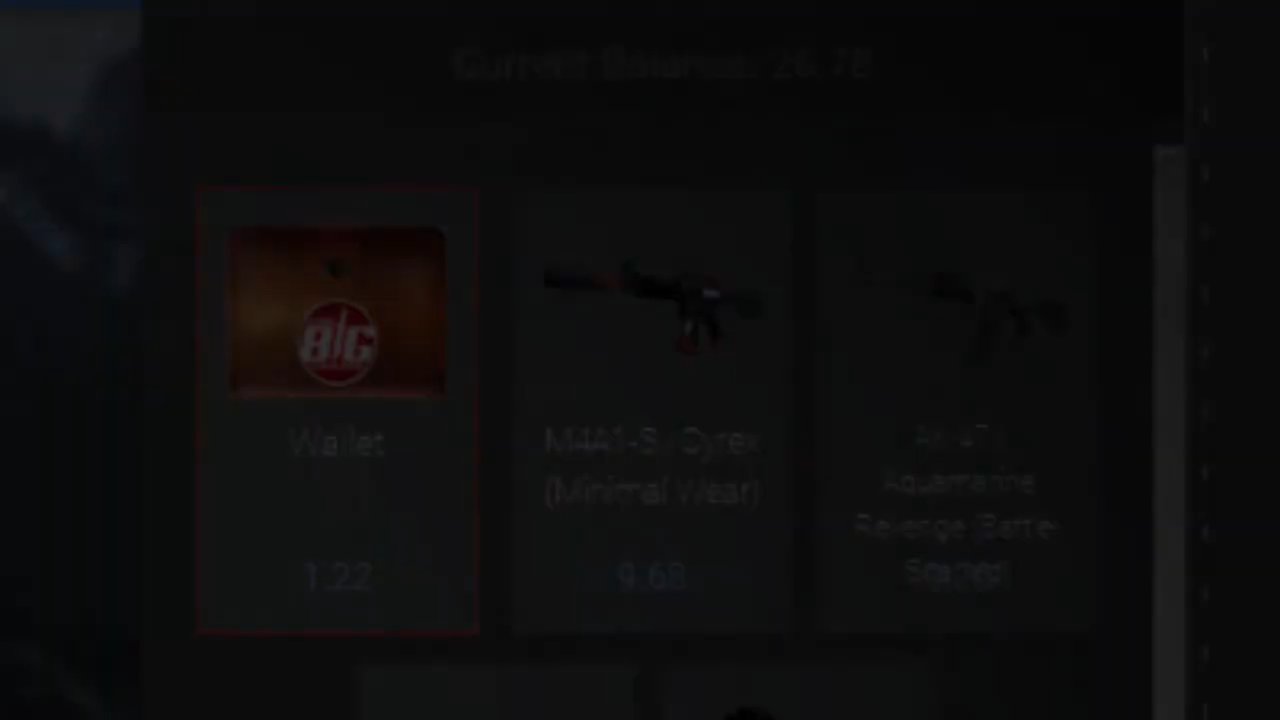 Current Balance: 26.78
B/G
Wallet
1.22
M4A1-S | Cyrex
(Minimal Wear)
9.68
AK-47 |
Aquamarine
Revenge (Battle-
Scarred)